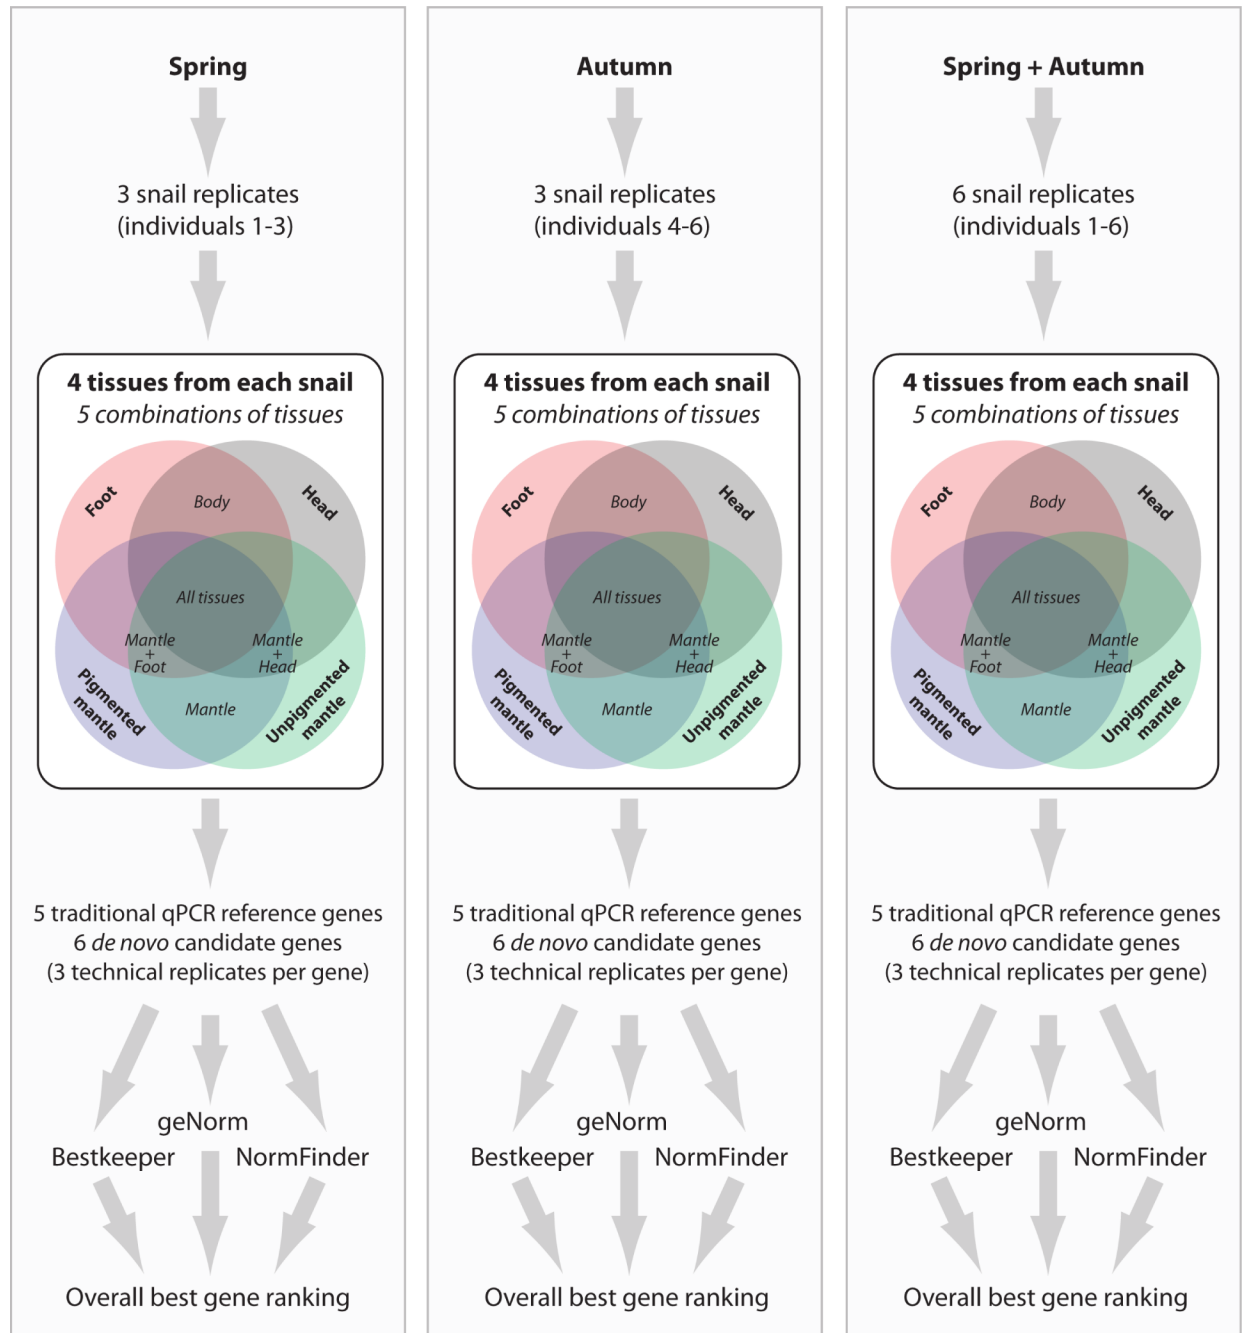 Spring
3 snail replicates
(individuals 1-3)
4 tissues from each snail
5 combinations of tissues
Foot
Body
Head
All tissues
Mantle
+
Foot
Mantle
+
Head
Pigmented
mantle
Mantle
Unpigmented
mantle
5 traditional qPCR reference genes
6 de novo candidate genes
(3 technical replicates per gene)
geNorm
Bestkeeper
NormFinder
Overall best gene ranking
Autumn
3 snail replicates
(individuals 4-6)
4 tissues from each snail
5 combinations of tissues
Foot
Body
Head
All tissues
Mantle
+
Foot
Mantle
+
Head
Pigmented
mantle
Mantle
Unpigmented
mantle
5 traditional qPCR reference genes
6 de novo candidate genes
(3 technical replicates per gene)
geNorm
Bestkeeper
NormFinder
Overall best gene ranking
Spring + Autumn
6 snail replicates
(individuals 1-6)
4 tissues from each snail
5 combinations of tissues
Foot
Body
Head
All tissues
Mantle
+
Foot
Mantle
+
Head
Pigmented
mantle
Mantle
Unpigmented
mantle
5 traditional qPCR reference genes
6 de novo candidate genes
(3 technical replicates per gene)
geNorm
Bestkeeper
NormFinder
Overall best gene ranking